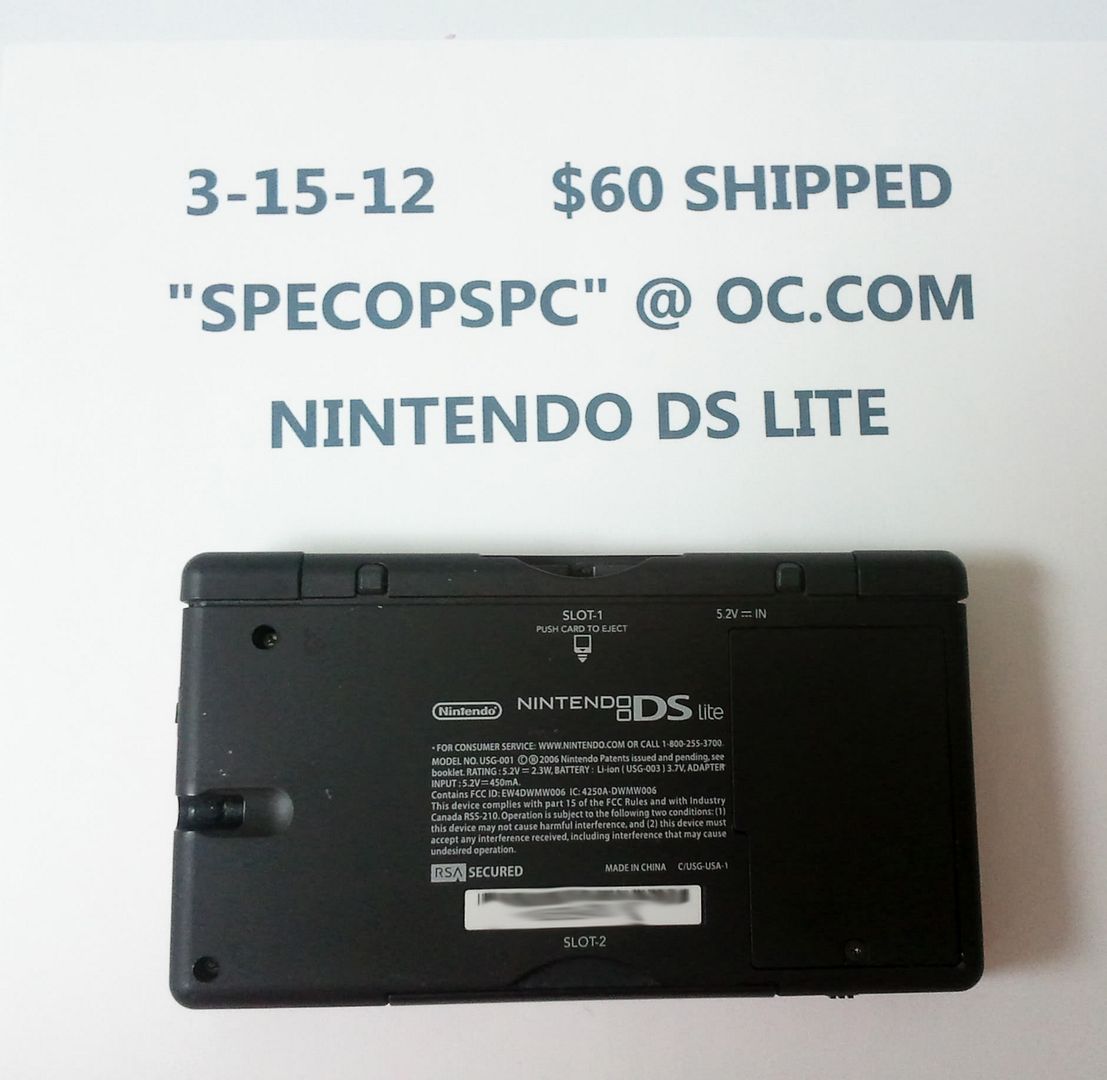 3-15-12 $60 SHIPPED
"SPECOPSPC" @ OC.COM
NINTENDO DS LITE
SLOT-1
PUSH CARD TO EJECT
5.2V ⎓ IN
Nintendo®
NINTENDO DS Lite
• FOR CONSUMER SERVICE: WWW.NINTENDO.COM OR CALL 1-800-255-3700.
MODEL NO. USG-001 ©®2006 Nintendo Patents issued and pending, see
booklet. RATING : 5.2V⎓2.3W, BATTERY : Li-ion ( USG-003 ) 3.7V, ADAPTER
INPUT : 5.2V⎓450mA.
Contains FCC ID: EW4DWMW006 IC: 4250A-DWMW006
This device complies with part 15 of the FCC Rules and with Industry
Canada RSS-210. Operation is subject to the following two conditions: (1)
this device may not cause harmful interference, and (2) this device must
accept any interference received, including interference that may cause
undesired operation.
RSA SECURED
MADE IN CHINA C/USG-USA-1
SLOT-2